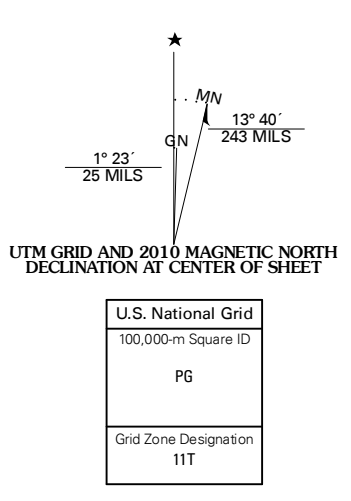 MN
GN
13° 40´
243 MILS
1° 23´
25 MILS
UTM GRID AND 2010 MAGNETIC NORTH
DECLINATION AT CENTER OF SHEET
U.S. National Grid
100,000-m Square ID
PG
Grid Zone Designation
11T